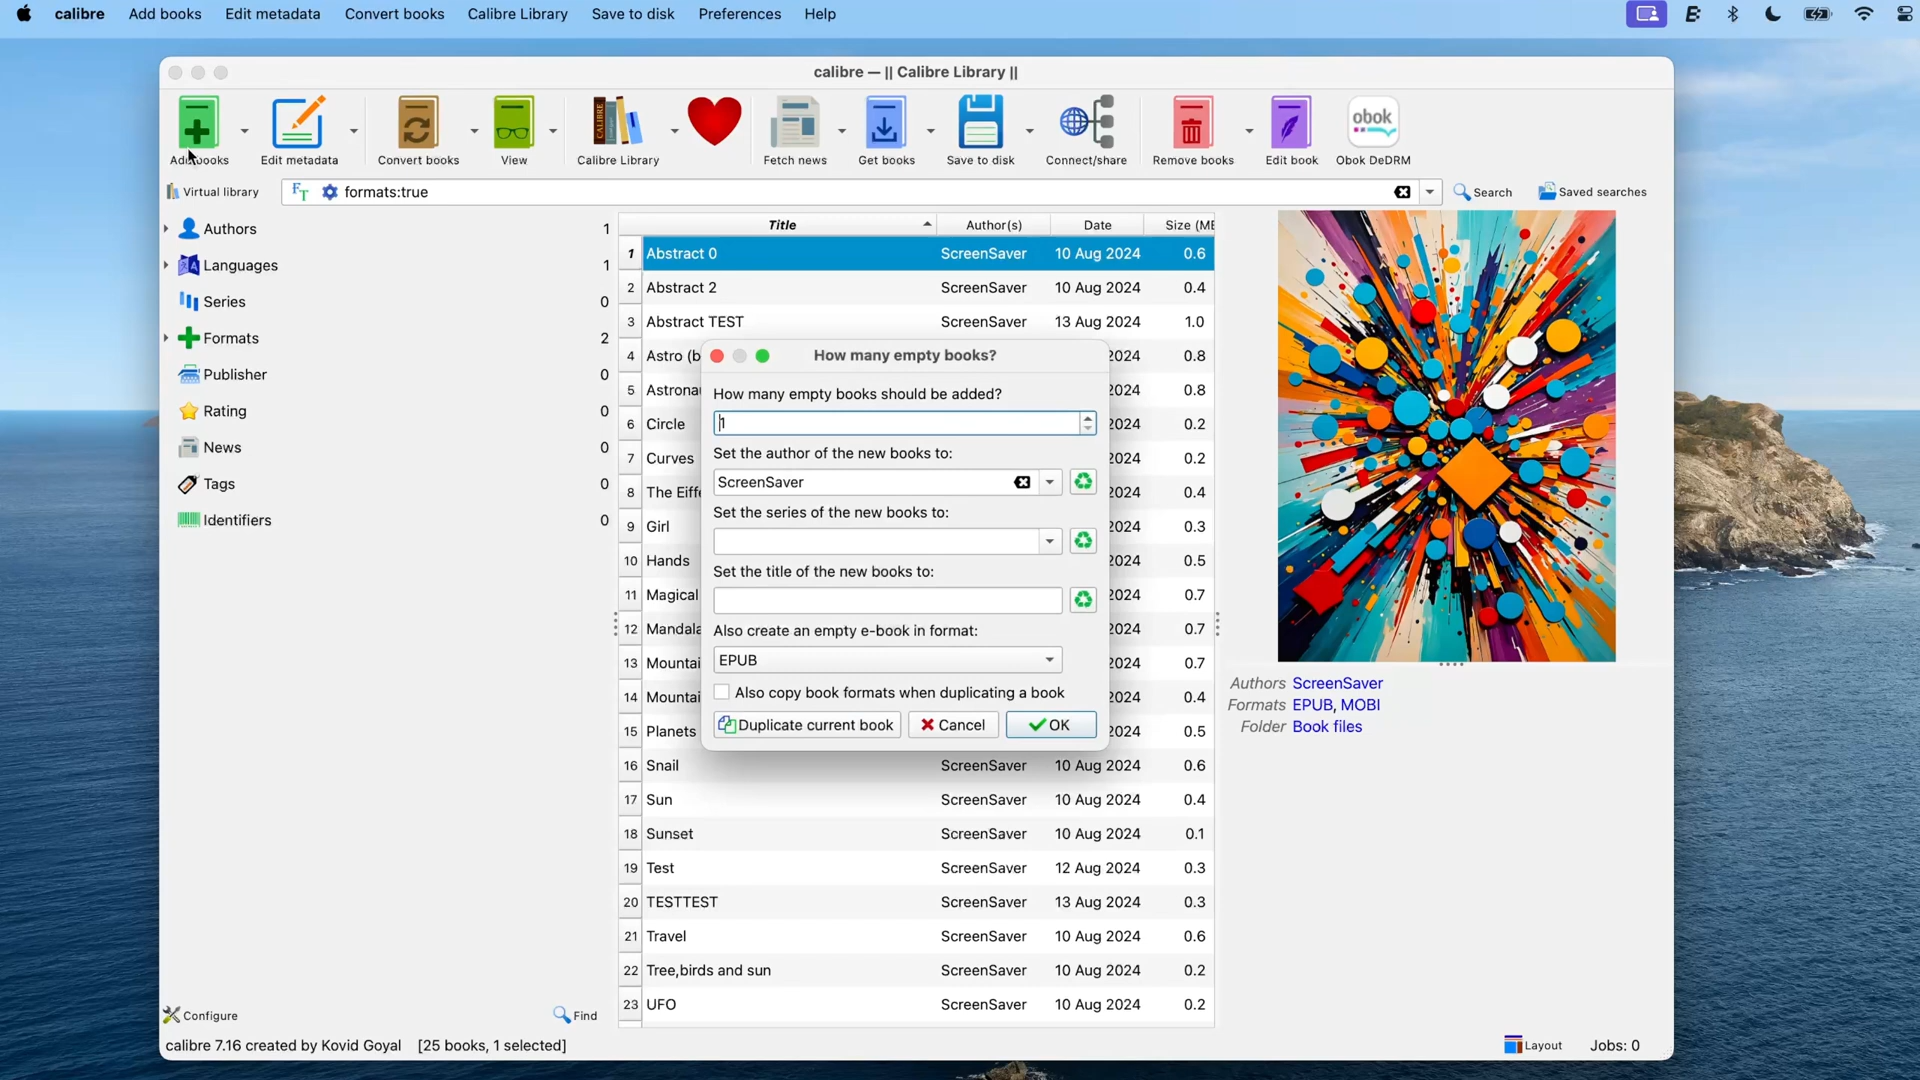 calibre Add books Edit metadata Convert books Calibre Library Save to disk Preferences Help
calibre — || Calibre Library ||
Add books Edit metadata Convert books View Calibre Library Fetch news Get books Save to disk Connect/share Remove books Edit book obok Obok DeDRM
Virtual library formats:true Search Saved searches
Authors 1
Languages 1
Series 0
Formats 2
Publisher 0
Rating 0
News 0
Tags 0
Identifiers 0
Configure Find
Title Author(s) Date Size (ME
1 Abstract 0 ScreenSaver 10 Aug 2024 0.6
2 Abstract 2 ScreenSaver 10 Aug 2024 0.4
3 Abstract TEST ScreenSaver 13 Aug 2024 1.0
4 Astro (b 2024 0.8
5 Astrona 2024 0.8
6 Circle 2024 0.2
7 Curves 2024 0.2
8 The Eiffe 2024 0.4
9 Girl 2024 0.3
10 Hands 2024 0.5
11 Magical 2024 0.7
12 Mandala 2024 0.7
13 Mountai 2024 0.7
14 Mountai 2024 0.4
15 Planets 2024 0.5
16 Snail ScreenSaver 10 Aug 2024 0.6
17 Sun ScreenSaver 10 Aug 2024 0.4
18 Sunset ScreenSaver 10 Aug 2024 0.1
19 Test ScreenSaver 12 Aug 2024 0.3
20 TESTTEST ScreenSaver 13 Aug 2024 0.3
21 Travel ScreenSaver 10 Aug 2024 0.6
22 Tree,birds and sun ScreenSaver 10 Aug 2024 0.2
23 UFO ScreenSaver 10 Aug 2024 0.2
How many empty books?
How many empty books should be added?
1
Set the author of the new books to:
ScreenSaver
Set the series of the new books to:
Set the title of the new books to:
Also create an empty e-book in format:
EPUB
Also copy book formats when duplicating a book
Duplicate current book Cancel OK
Authors ScreenSaver
Formats EPUB, MOBI
Folder Book files
calibre 7.16 created by Kovid Goyal [25 books, 1 selected] Layout Jobs: 0